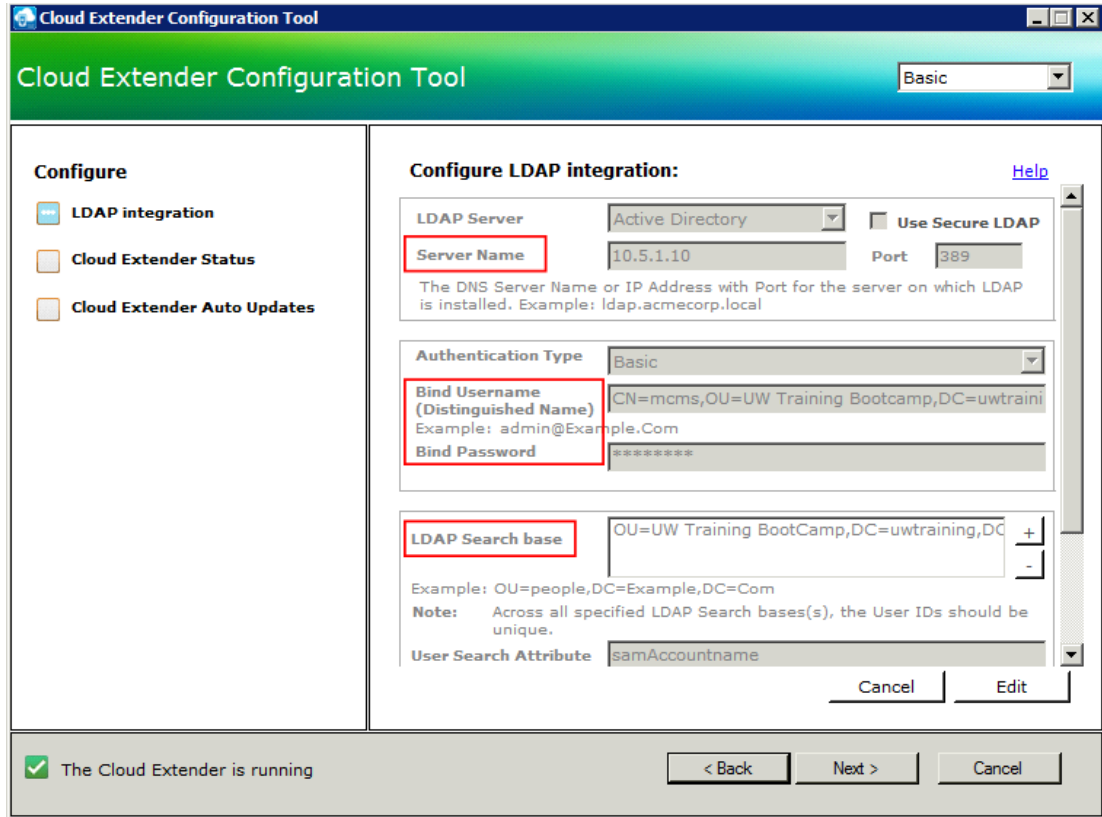 Cloud Extender Configuration Tool
Cloud Extender Configuration Tool
Basic
Configure
LDAP integration
Cloud Extender Status
Cloud Extender Auto Updates
Configure LDAP integration:
Help
LDAP Server
Active Directory
Use Secure LDAP
Server Name
10.5.1.10
Port
389
The DNS Server Name or IP Address with Port for the server on which LDAP
is installed. Example: ldap.acmecorp.local
Authentication Type
Basic
Bind Username
(Distinguished Name)
CN=mcms,OU=UW Training Bootcamp,DC=uwtraini
Example: admin@Example.Com
Bind Password
********
LDAP Search base
OU=UW Training BootCamp,DC=uwtraining,DC
+
-
Example: OU=people,DC=Example,DC=Com
Note: Across all specified LDAP Search bases(s), the User IDs should be
unique.
User Search Attribute
samAccountname
Cancel
Edit
The Cloud Extender is running
< Back
Next >
Cancel